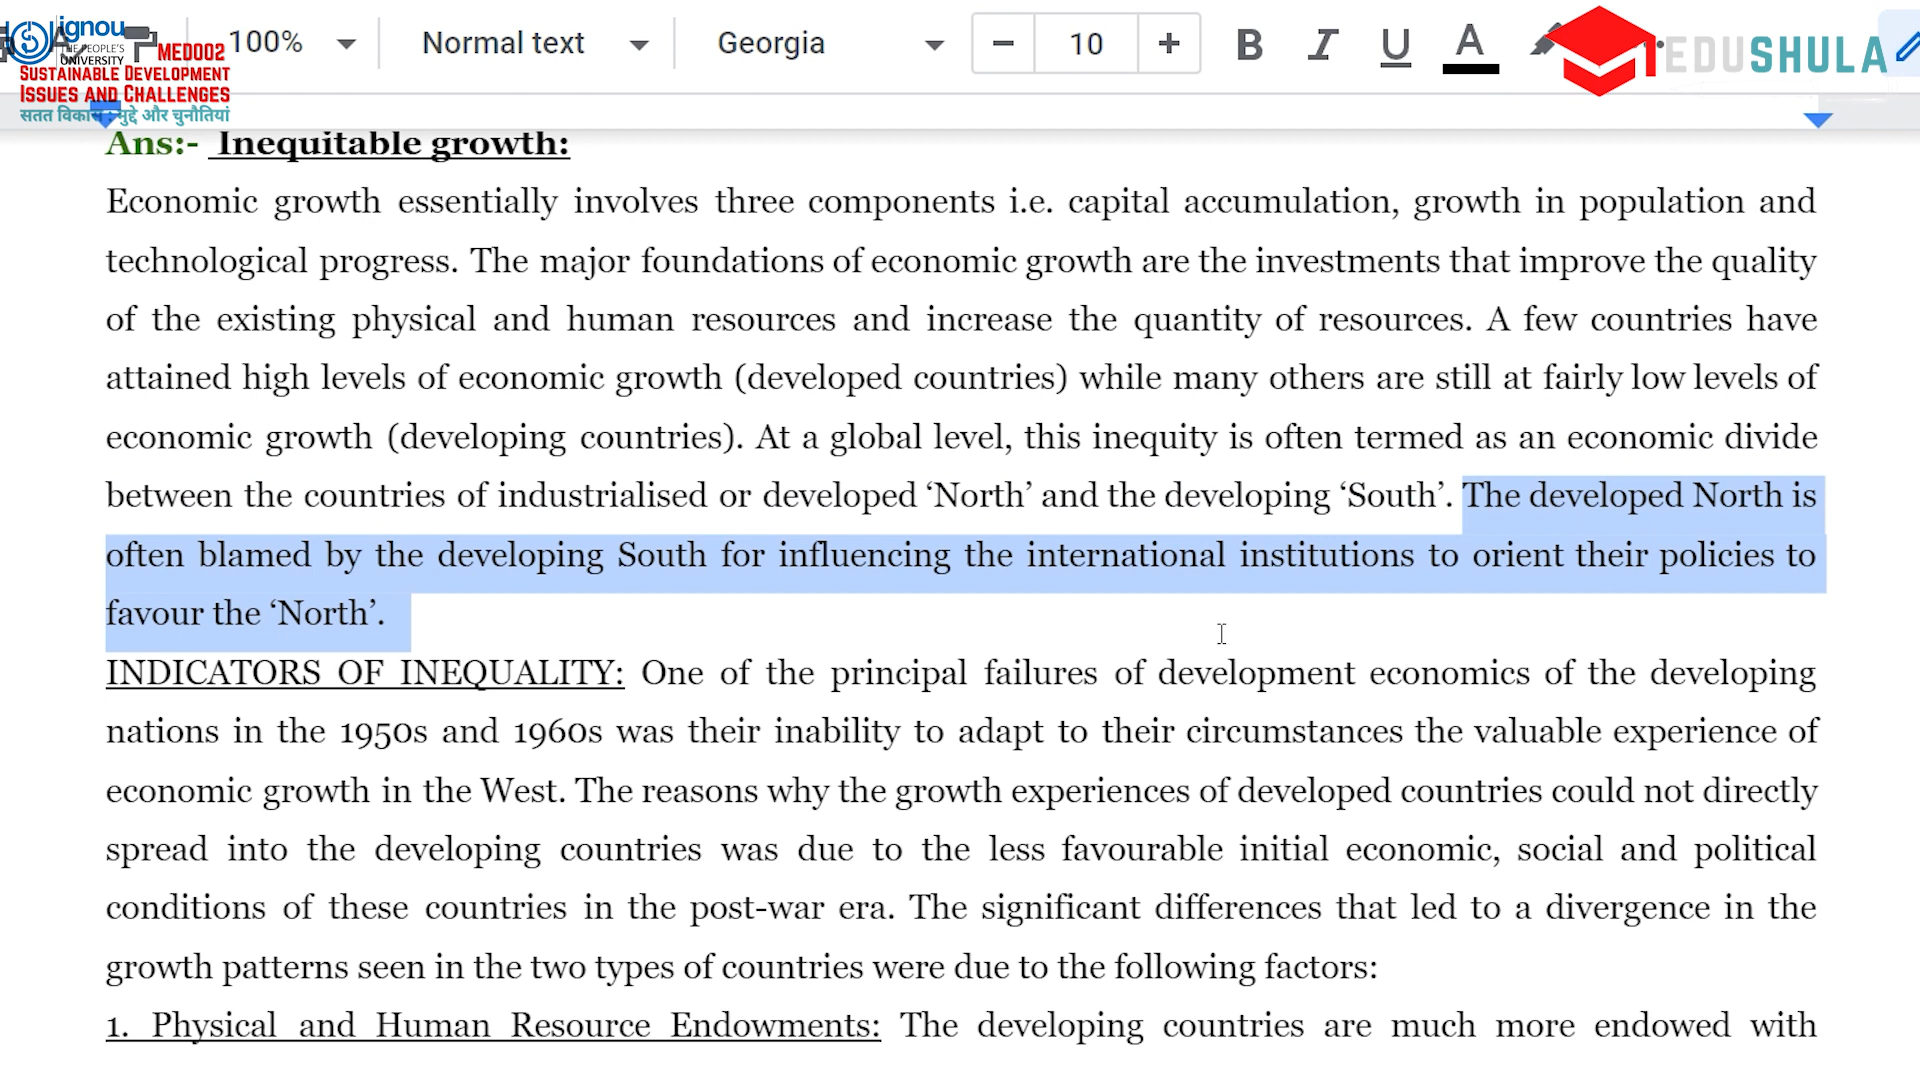 ignou
THE PEOPLE'S
UNIVERSITY
MED002
SUSTAINABLE DEVELOPMENT
ISSUES AND CHALLENGES
सतत विकास : मुद्दे और चुनौतियां
100%
Normal text
Georgia
10
B I U A
EDUSHULA
Ans:- Inequitable growth:
Economic growth essentially involves three components i.e. capital accumulation, growth in population and
technological progress. The major foundations of economic growth are the investments that improve the quality
of the existing physical and human resources and increase the quantity of resources. A few countries have
attained high levels of economic growth (developed countries) while many others are still at fairly low levels of
economic growth (developing countries). At a global level, this inequity is often termed as an economic divide
between the countries of industrialised or developed ‘North’ and the developing ‘South’. The developed North is
often blamed by the developing South for influencing the international institutions to orient their policies to
favour the ‘North’.
INDICATORS OF INEQUALITY: One of the principal failures of development economics of the developing
nations in the 1950s and 1960s was their inability to adapt to their circumstances the valuable experience of
economic growth in the West. The reasons why the growth experiences of developed countries could not directly
spread into the developing countries was due to the less favourable initial economic, social and political
conditions of these countries in the post-war era. The significant differences that led to a divergence in the
growth patterns seen in the two types of countries were due to the following factors:
1. Physical and Human Resource Endowments: The developing countries are much more endowed with